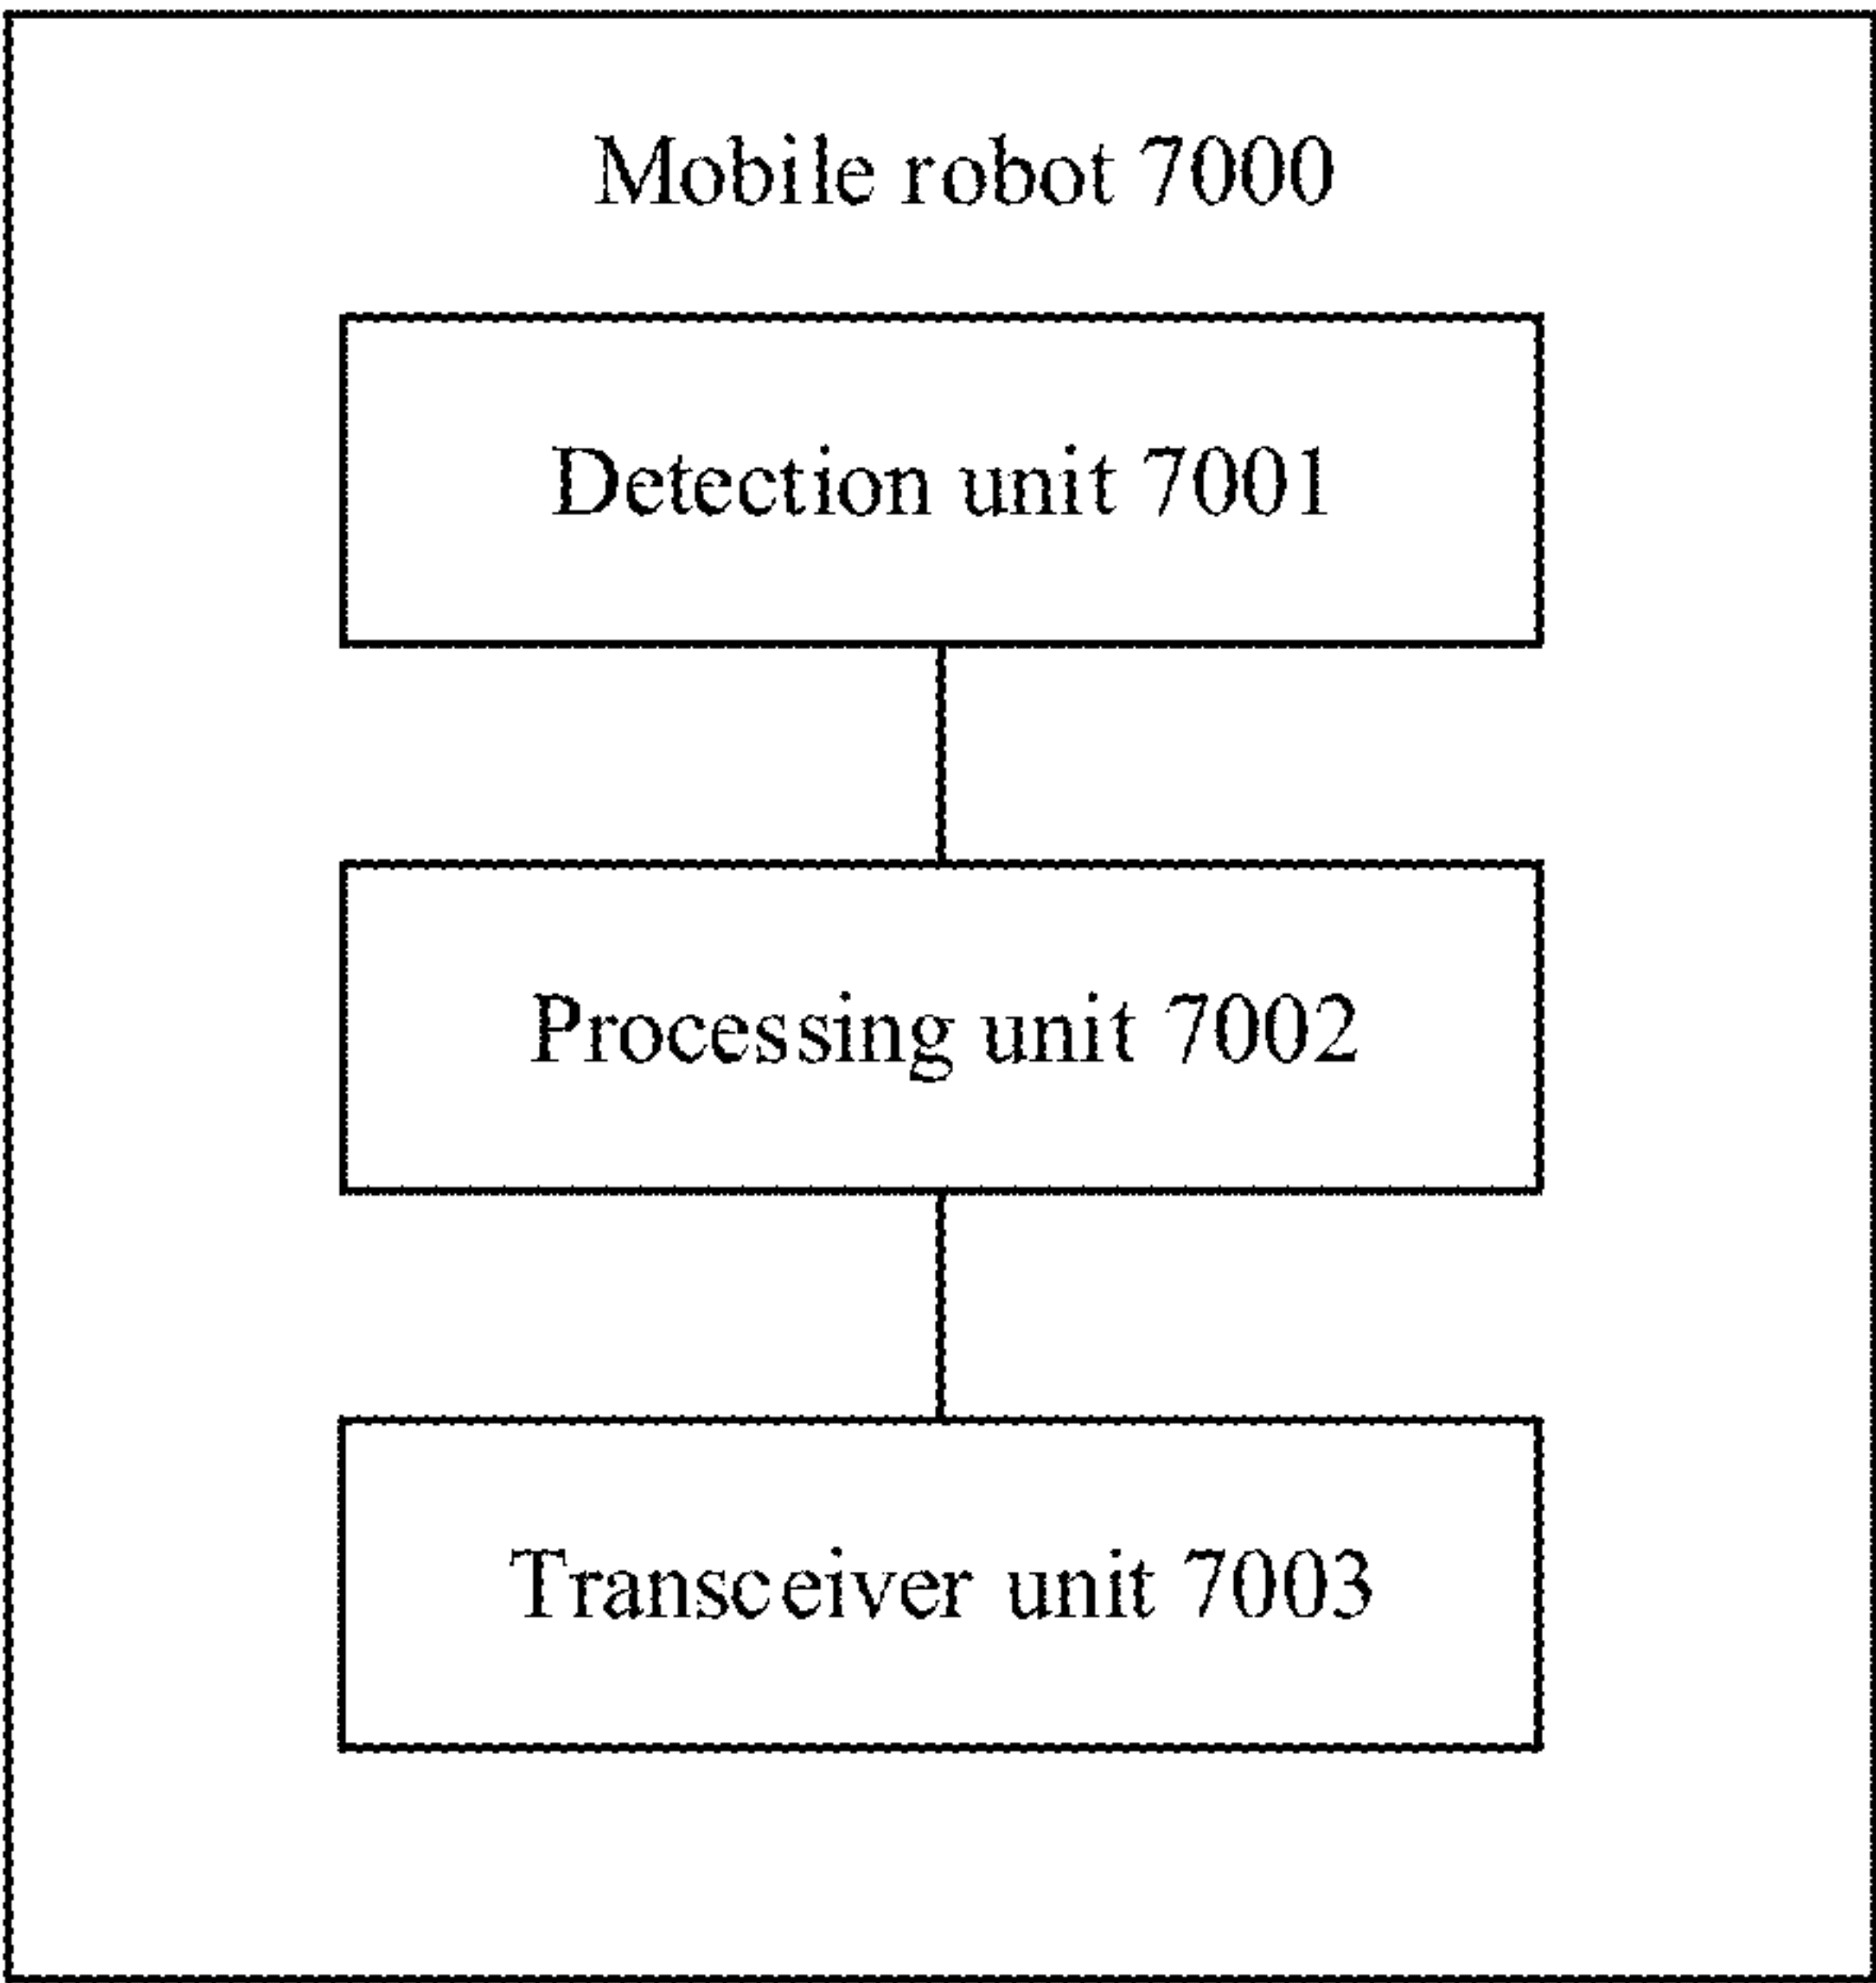 Mobile robot 7000
Detection unit 7001
Processing unit 7002
Transceiver unit 7003